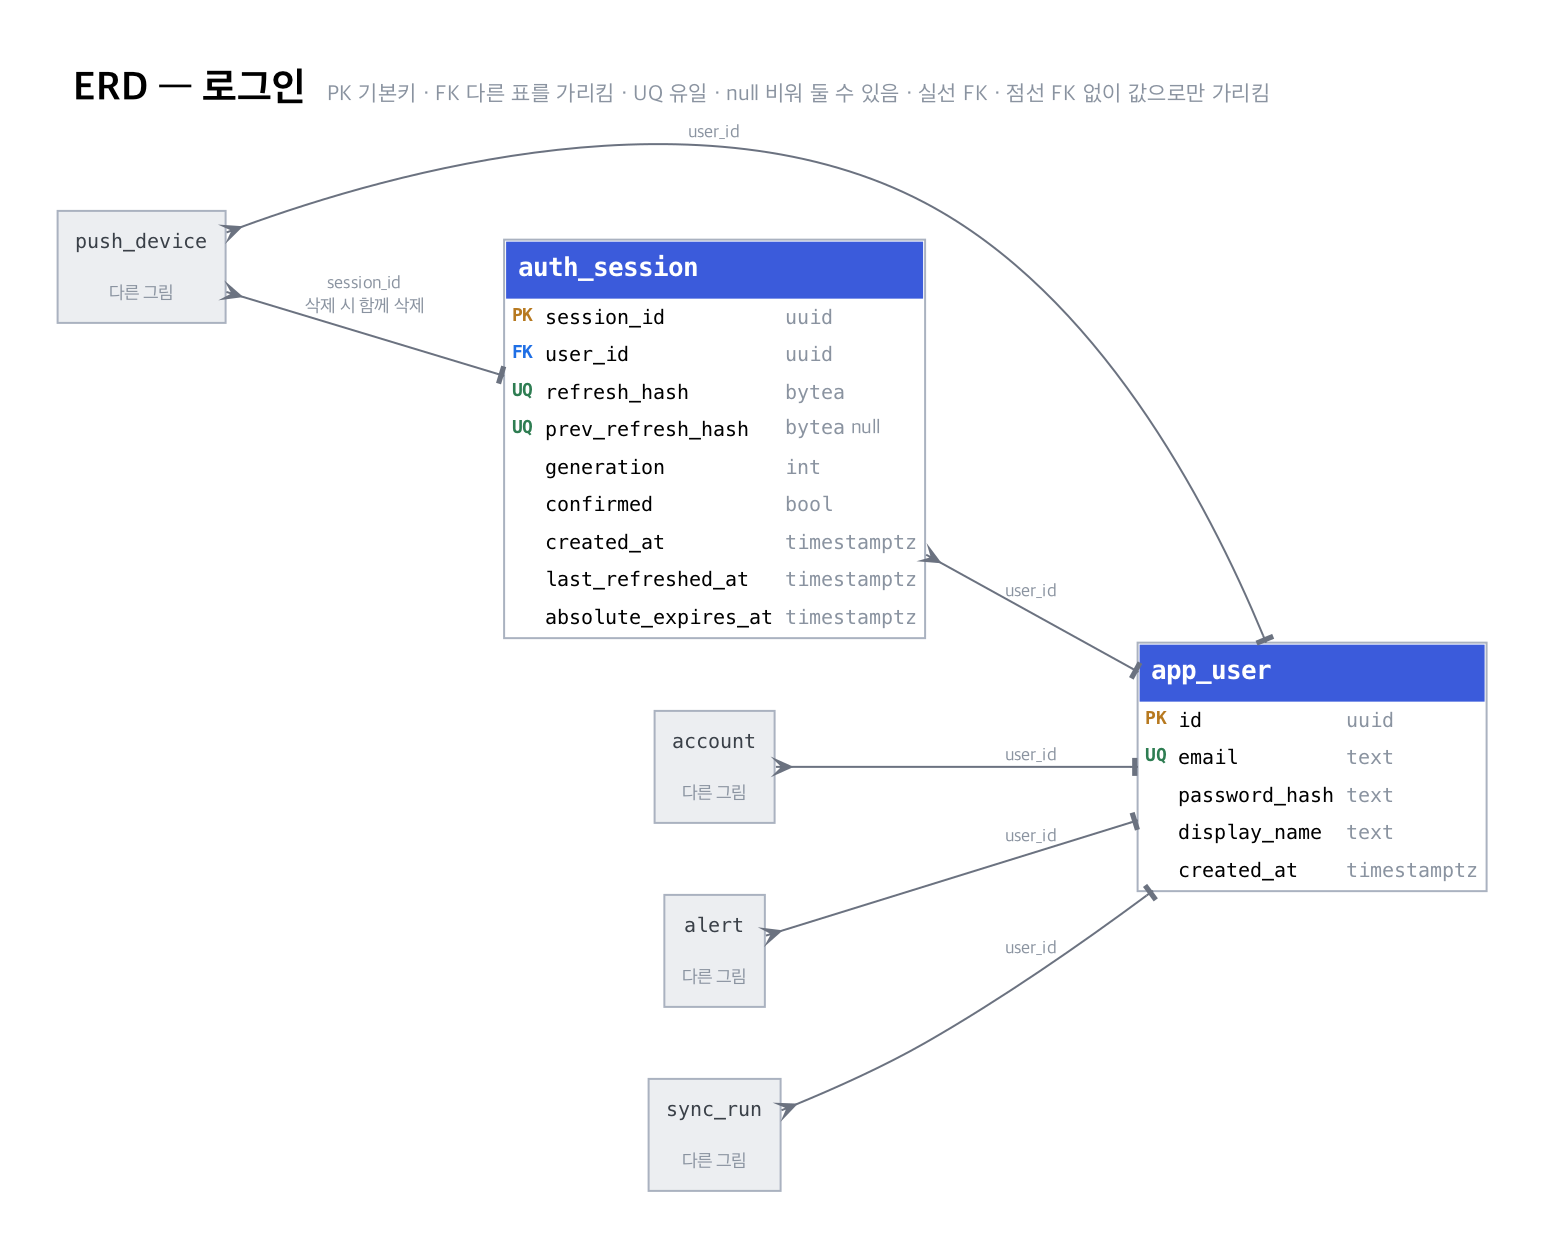 ERD — 로그인 PK 기본키 · FK 다른 표를 가리킴 · UQ 유일 · null 비워 둘 수 있음 · 실선 FK · 점선 FK 없이 값으로만 가리킴
user_id
push_device
다른 그림
session_id
삭제 시 함께 삭제
auth_session
PK session_id uuid
FK user_id uuid
UQ refresh_hash bytea
UQ prev_refresh_hash bytea null
generation int
confirmed bool
created_at timestamptz
last_refreshed_at timestamptz
absolute_expires_at timestamptz
user_id
app_user
PK id uuid
UQ email text
password_hash text
display_name text
created_at timestamptz
account
다른 그림
user_id
alert
다른 그림
user_id
sync_run
다른 그림
user_id